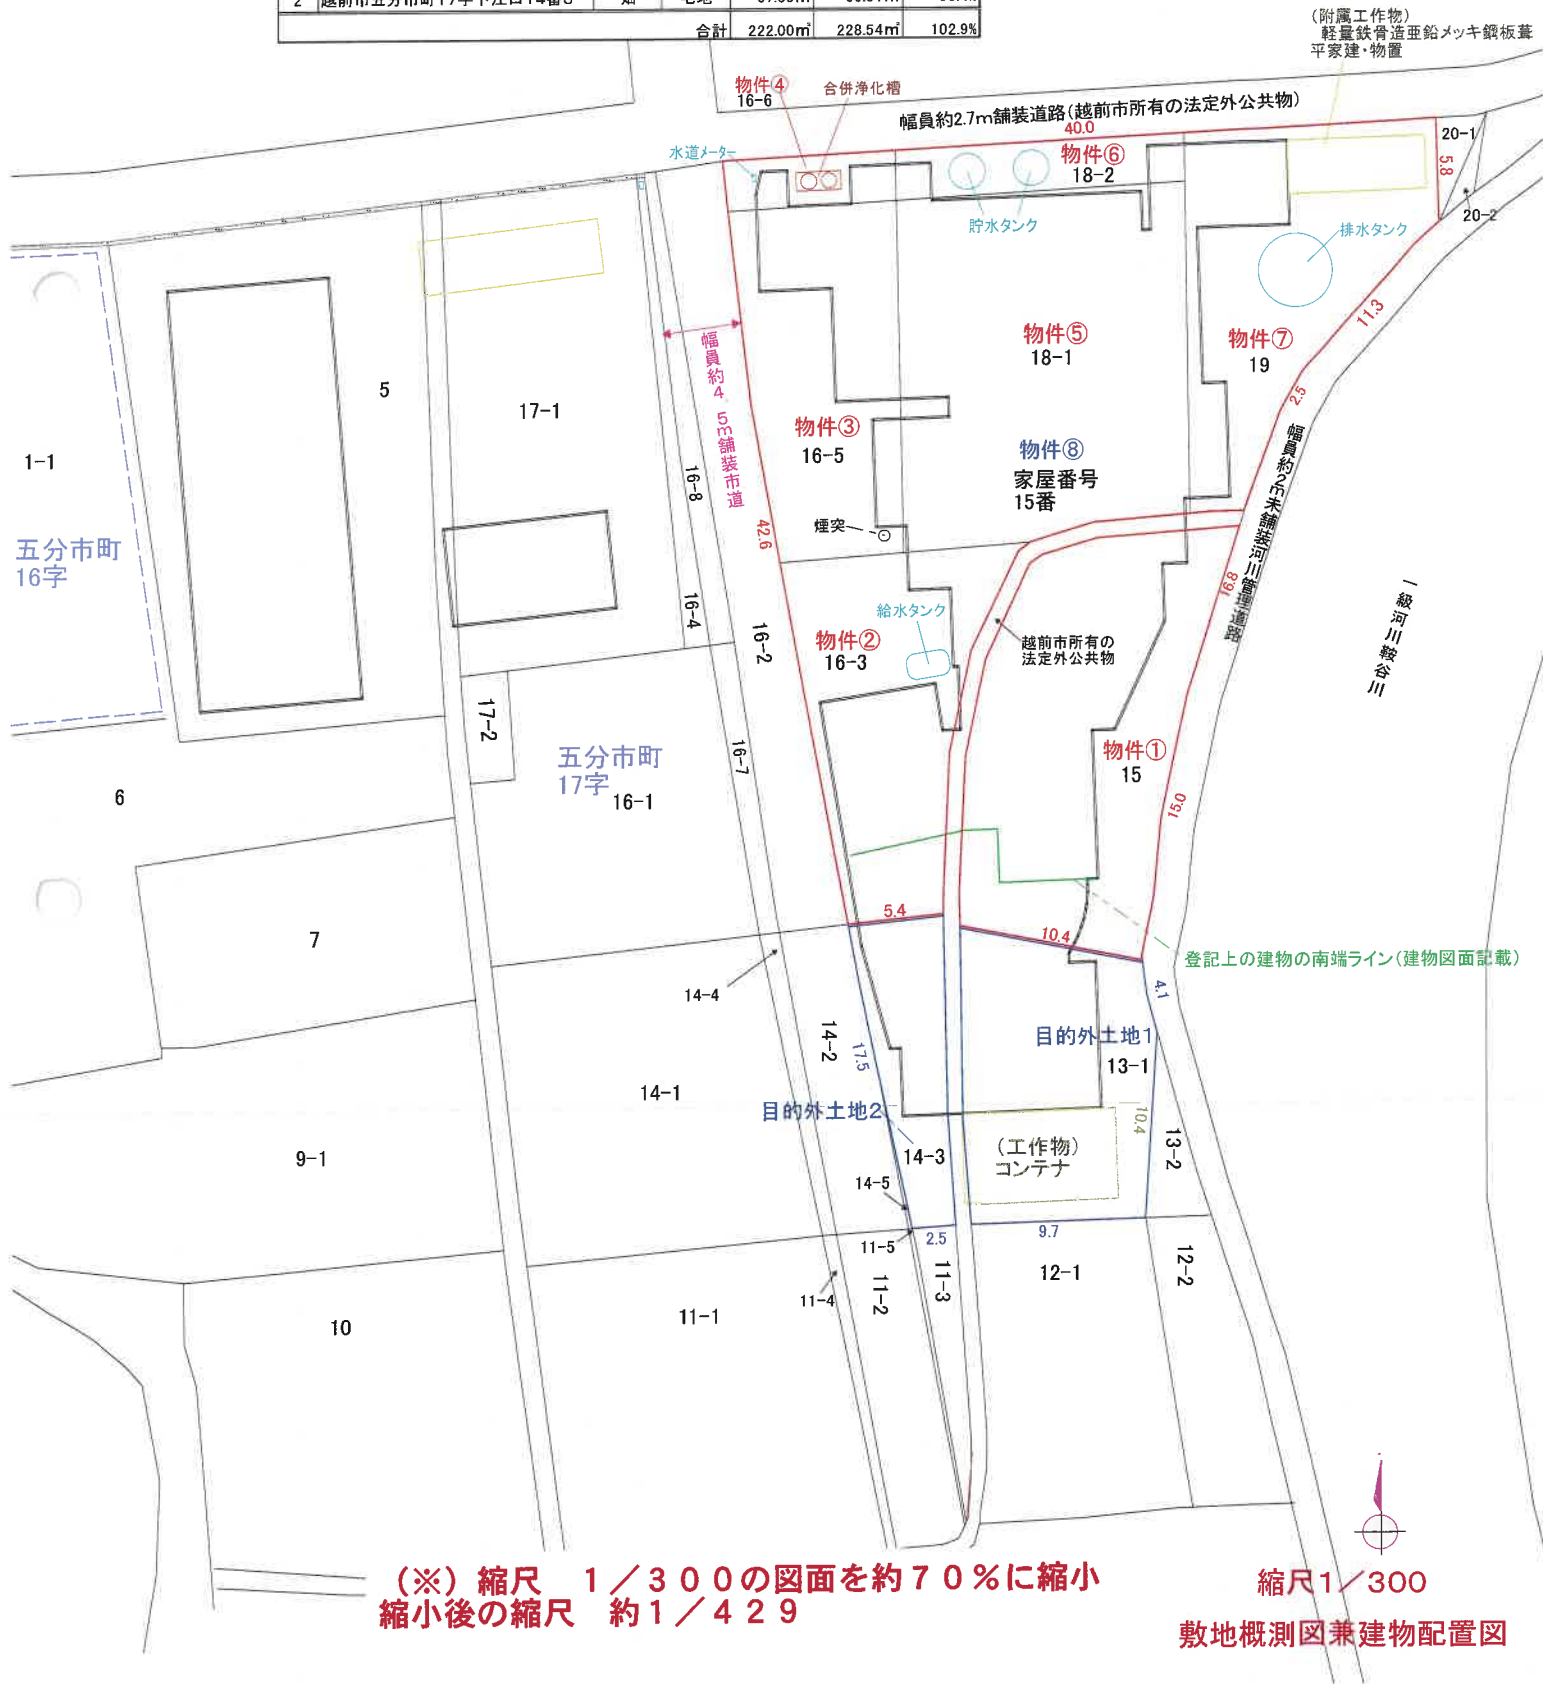 合計 222.00㎡ 228.54㎡ 102.9%
(附属工作物)
軽量鉄骨造亜鉛メッキ鋼板葺
平家建・物置
物件④
16-6
合併浄化槽
幅員約2.7m舗装道路(越前市所有の法定外公共物)
40.0
水道メーター
物件⑥
18-2
20-1
5.8
20-2
貯水タンク
排水タンク
11.3
幅員約4.5m舗装市道
物件⑤
18-1
物件⑦
19
5
17-1
2.5
物件③
16-5
物件⑧
家屋番号
15番
幅員約2m未舗装河川管理道路
1-1
16-8
煙突
42.6
五分市町
16字
16.8
一級河川鞍谷川
16-4
16-2
給水タンク
物件②
16-3
越前市所有の
法定外公共物
17-2
16-7
五分市町
17字
16-1
物件①
15
6
15.0
5.4
10.4
7
登記上の建物の南端ライン(建物図面記載)
14-4
4.1
14-2
17.5
目的外土地1
13-1
14-1
目的外土地2
10.4
(工作物)
コンテナ
13-2
14-3
9-1
14-5
11-5
2.5
9.7
11-4
11-2
11-3
12-1
12-2
11-1
10
(※)縮尺 1/300の図面を約70%に縮小
縮小後の縮尺 約1/429
縮尺1/300
敷地概測図兼建物配置図